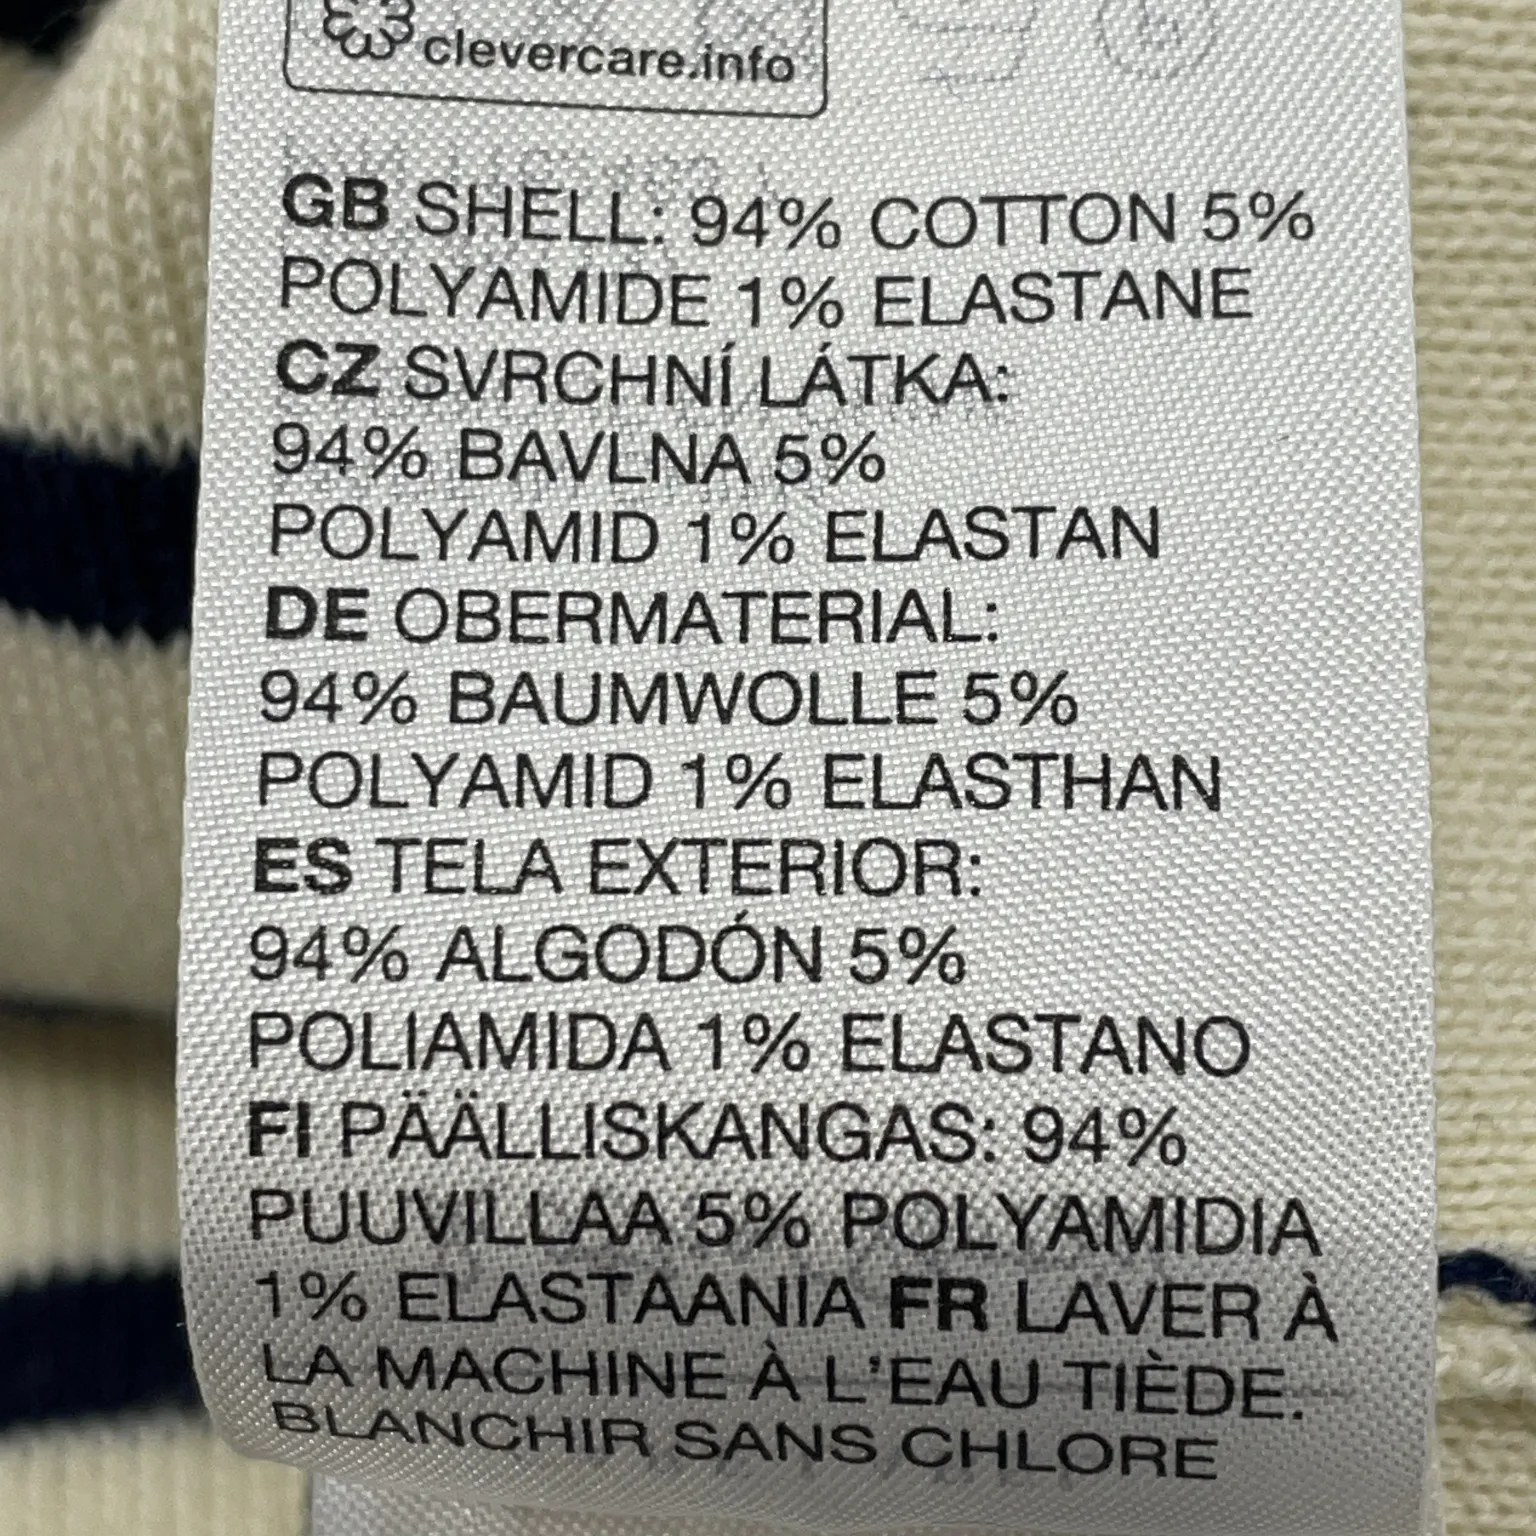 clevercare.info
GB SHELL: 94% COTTON 5%
POLYAMIDE 1% ELASTANE
CZ SVRCHNÍ LÁTKA:
94% BAVLNA 5%
POLYAMID 1% ELASTAN
DE OBERMATERIAL:
94% BAUMWOLLE 5%
POLYAMID 1% ELASTHAN
ES TELA EXTERIOR:
94% ALGODÓN 5%
POLIAMIDA 1% ELASTANO
FI PÄÄLLISKANGAS: 94%
PUUVILLAA 5% POLYAMIDIA
1% ELASTAANIA FR LAVER À
LA MACHINE À L'EAU TIÈDE.
BLANCHIR SANS CHLORE